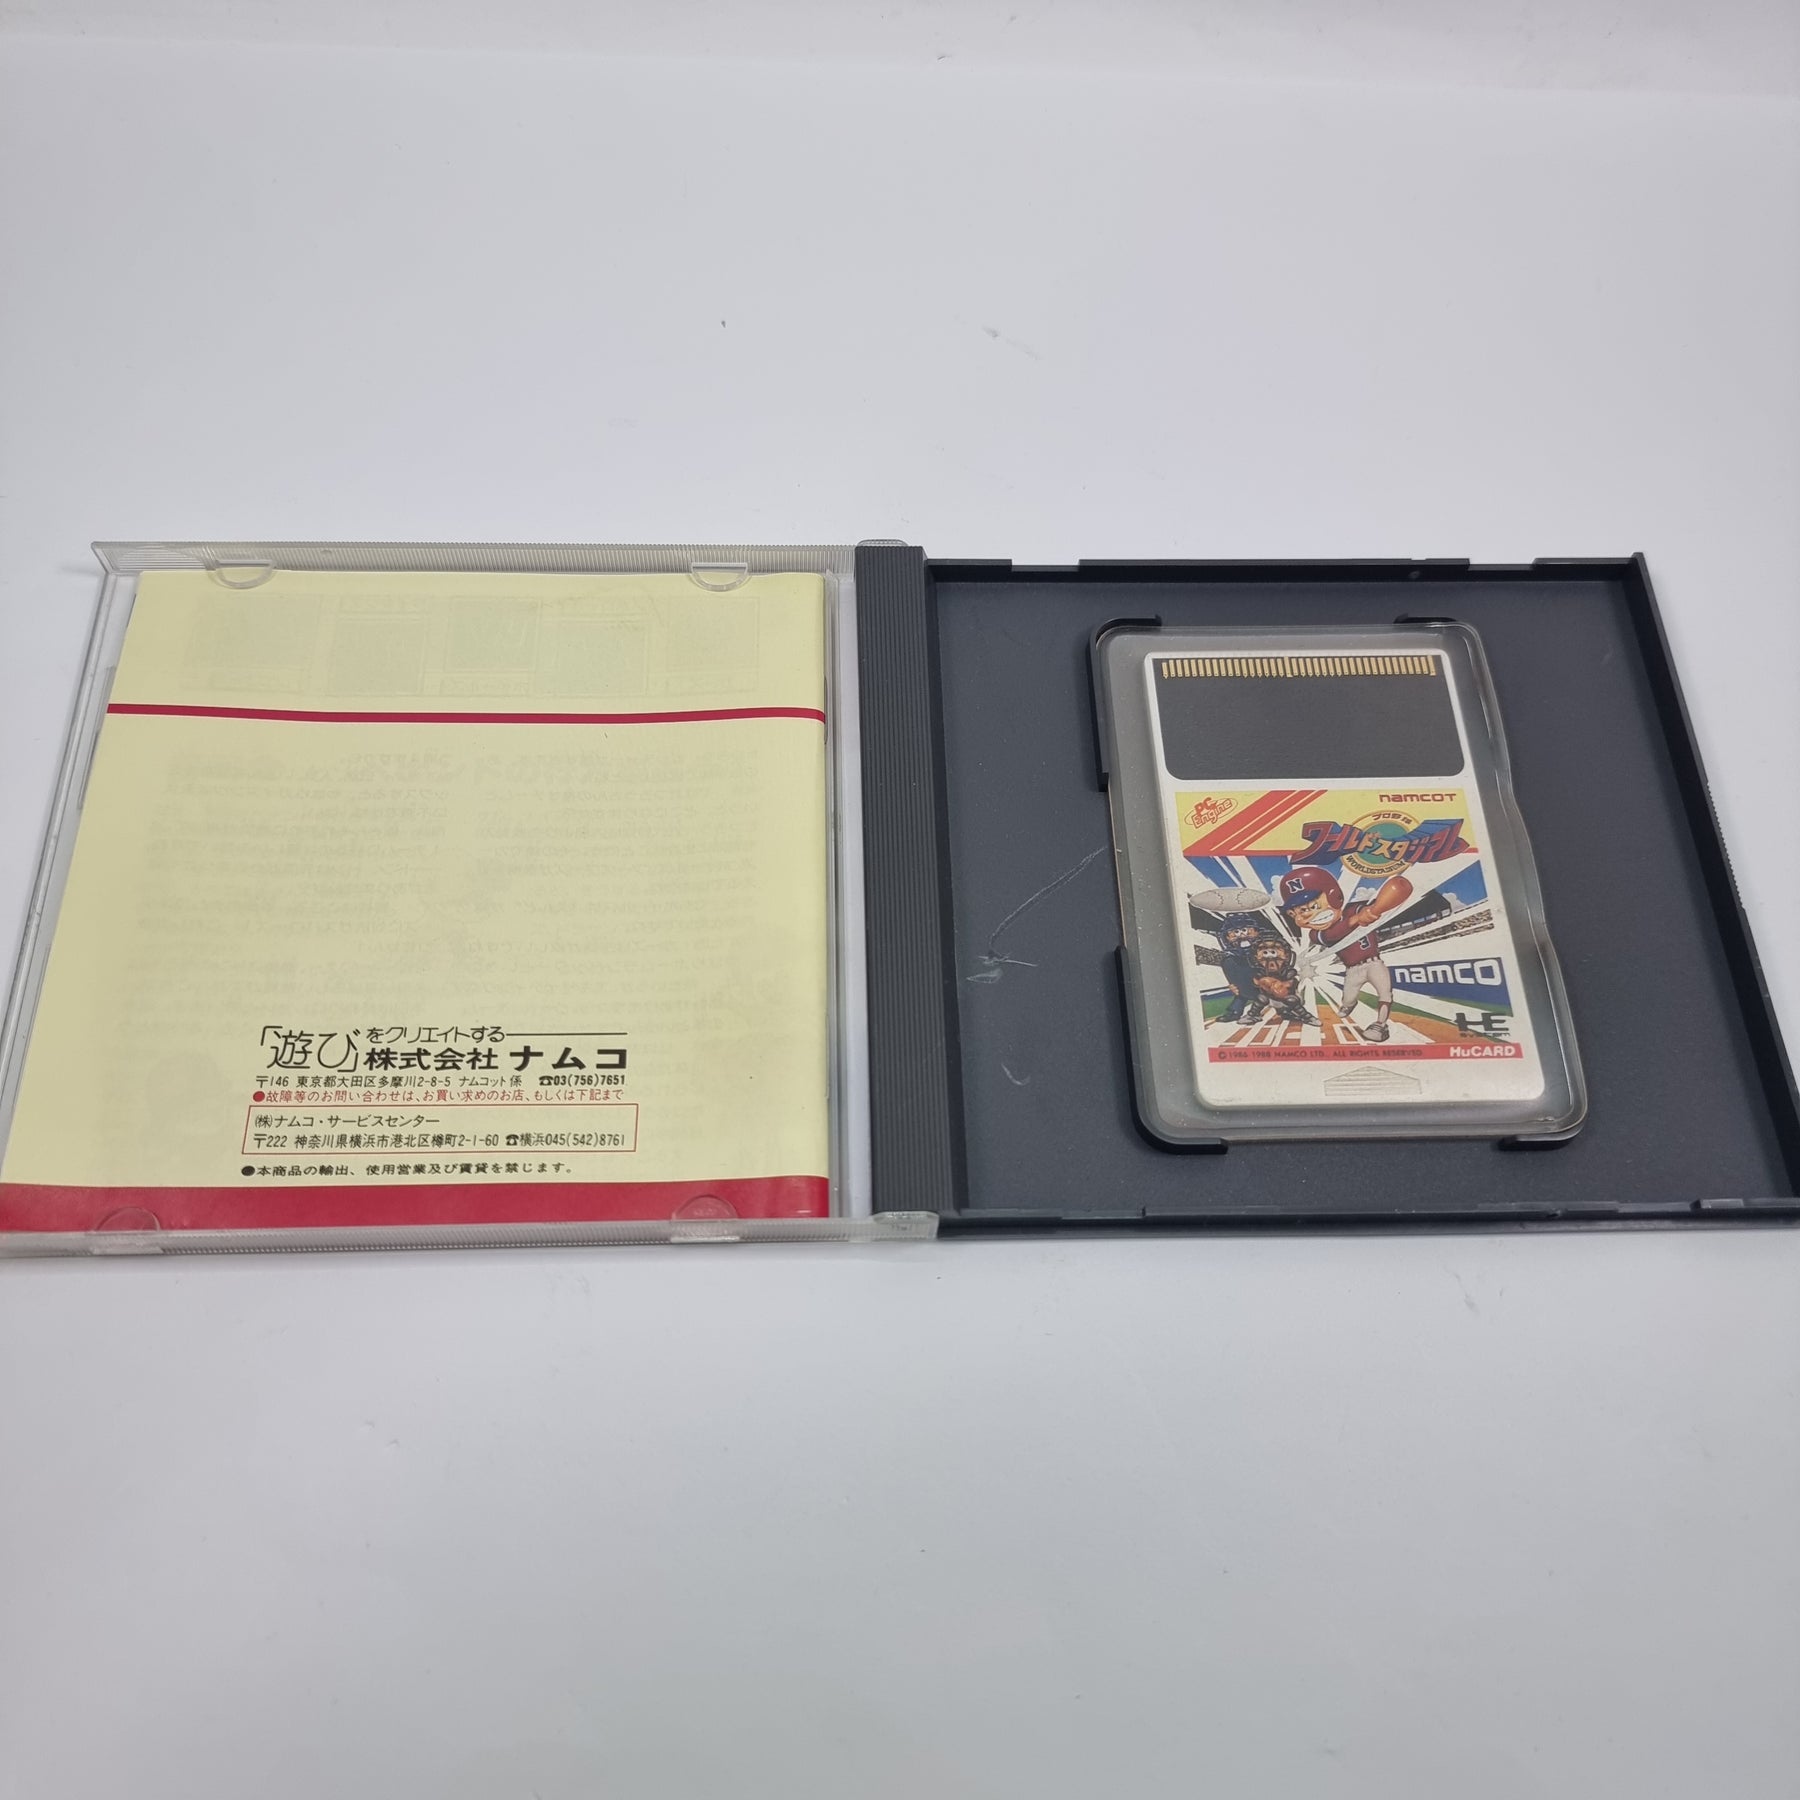 「遊び」をクリエイトする
株式会社 ナムコ
〒146 東京都大田区多摩川2-8-5 ナムコット係 ☎03(756)7651
●故障等のお問い合わせは、お買い求めのお店、もしくは下記まで
(株)ナムコ・サービスセンター
〒222 神奈川県横浜市港北区樽町2-1-60 ☎横浜045(542)8761
●本商品の輸出、使用営業及び賃貸を禁じます。
PC Engine
namcot
プロ野球
ワールドスタジアム
WORLDSTADIUM
N
3
namco
HE
SYSTEM
© 1986 1988 NAMCO LTD., ALL RIGHTS RESERVED
HuCARD